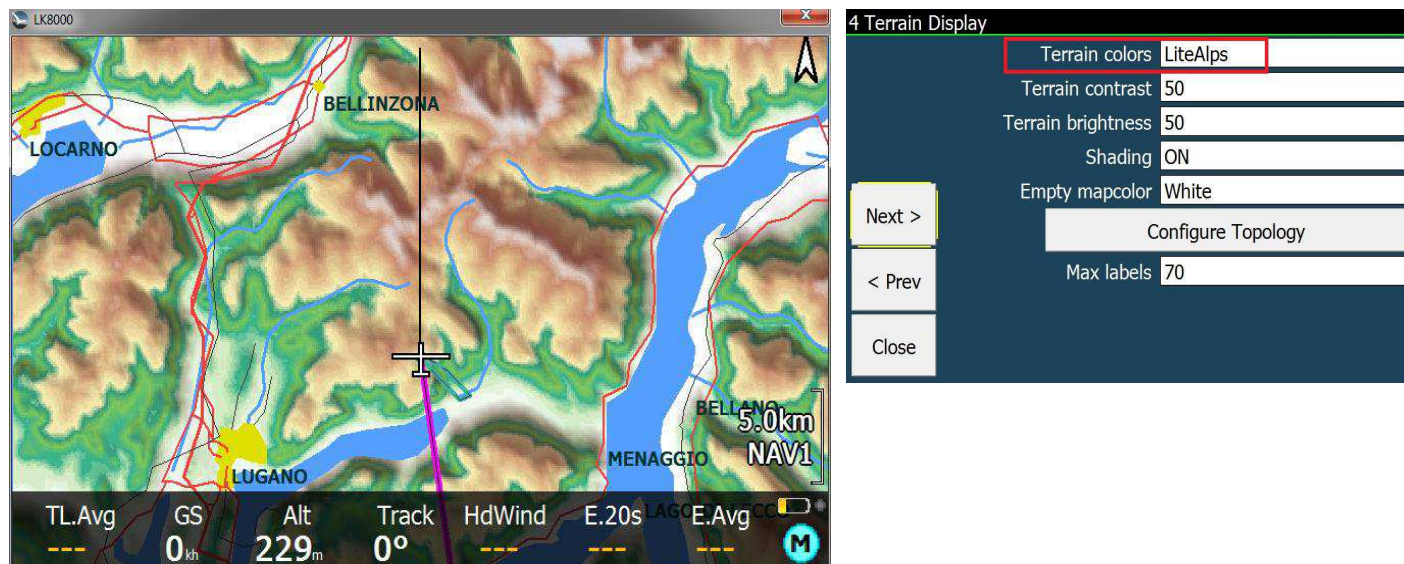 LK8000
BELLINZONA
LOCARNO
BELLANO
5.0km
MENAGGIO NAV1
LUGANO
TL.Avg GS Alt Track HdWind E.20s E.Avg
--- 0kh 229m 0º --- --- ---
M
4 Terrain Display
Terrain colors LiteAlps
Terrain contrast 50
Terrain brightness 50
Shading ON
Empty mapcolor White
Next >
Configure Topology
Max labels 70
< Prev
Close